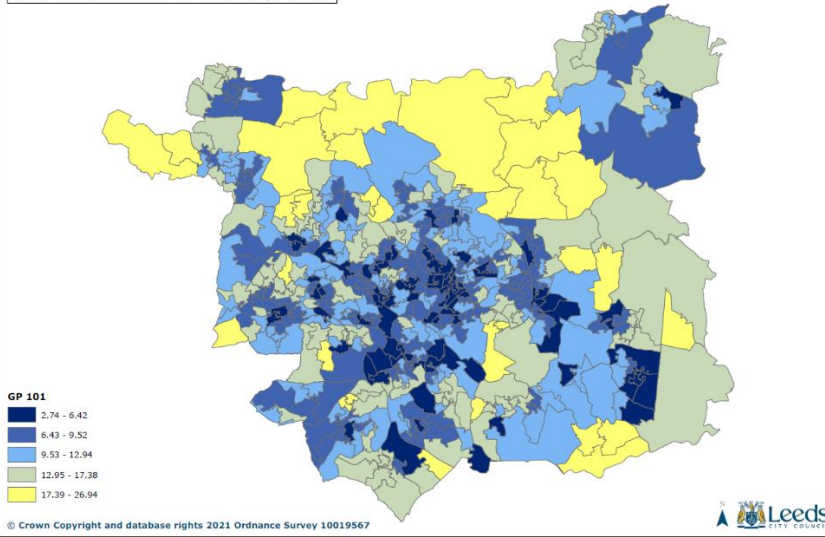 GP 101
2.74 - 6.42
6.43 - 9.52
9.53 - 12.94
12.95 - 17.38
17.39 - 26.94
© Crown Copyright and database rights 2021 Ordnance Survey 10019567
N
Leeds
CITY COUNCIL